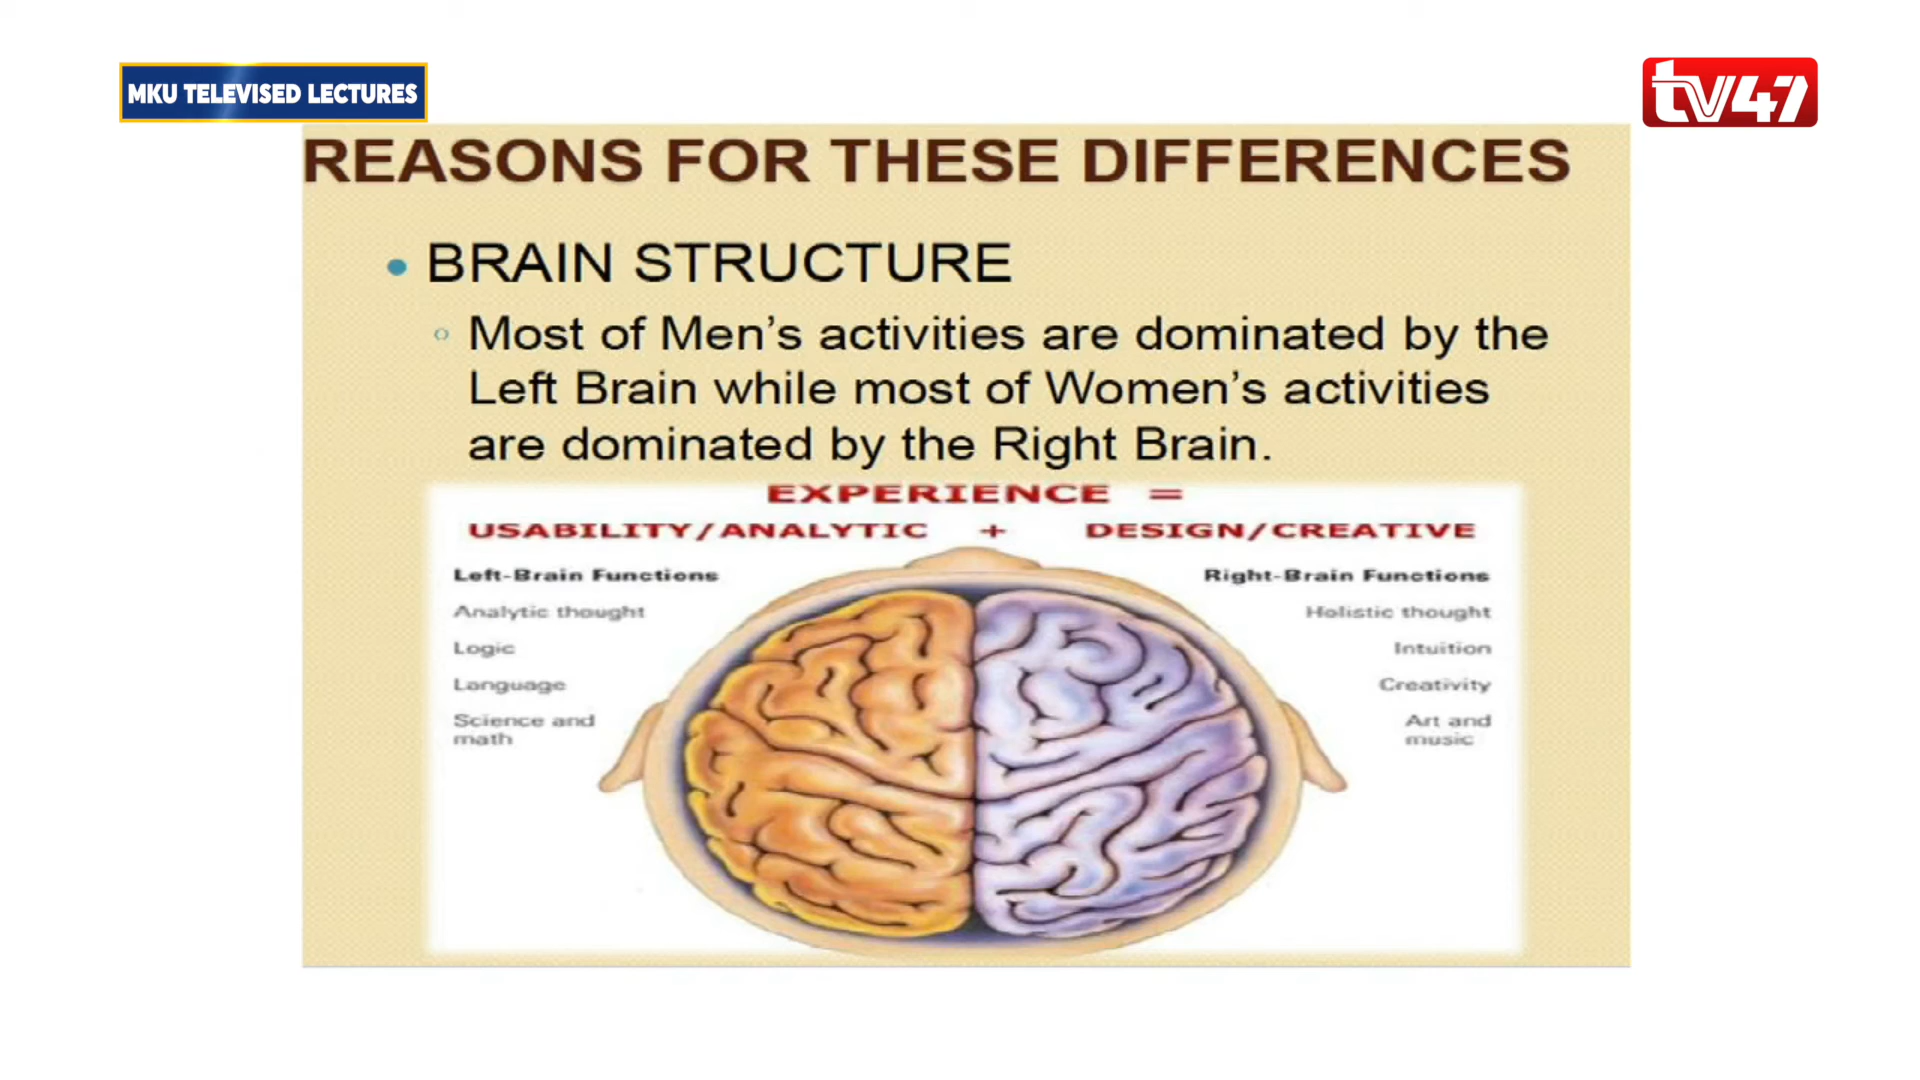 MKU TELEVISED LECTURES
tv47
REASONS FOR THESE DIFFERENCES
• BRAIN STRUCTURE
◦ Most of Men's activities are dominated by the
Left Brain while most of Women's activities
are dominated by the Right Brain.
EXPERIENCE =
USABILITY/ANALYTIC + DESIGN/CREATIVE
Left-Brain Functions
Analytic thought
Logic
Language
Science and
math
Right-Brain Functions
Holistic thought
Intuition
Creativity
Art and
music